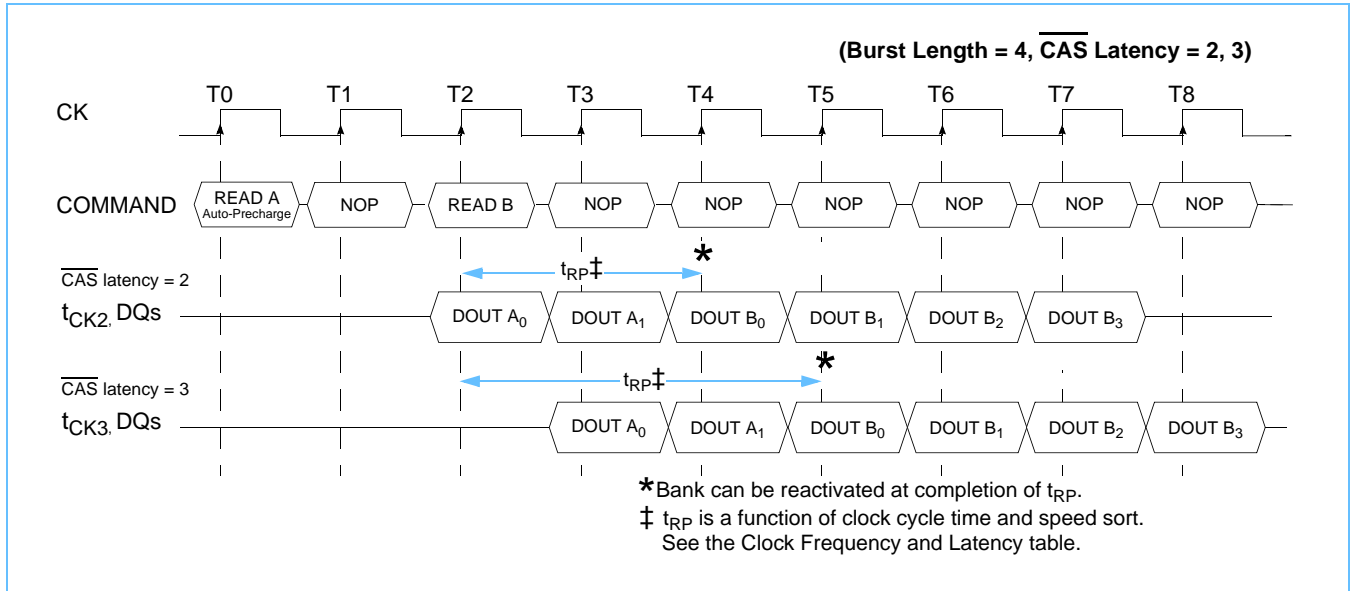 (Burst Length = 4, CAS Latency = 2, 3)
T0 T1 T2 T3 T4 T5 T6 T7 T8
CK
COMMAND READ A Auto-Precharge NOP READ B NOP NOP NOP NOP NOP NOP
*
tRP‡
CAS latency = 2
tCK2, DQs DOUT A0 DOUT A1 DOUT B0 DOUT B1 DOUT B2 DOUT B3
*
tRP‡
CAS latency = 3
tCK3, DQs DOUT A0 DOUT A1 DOUT B0 DOUT B1 DOUT B2 DOUT B3
*Bank can be reactivated at completion of tRP.
‡ tRP is a function of clock cycle time and speed sort.
See the Clock Frequency and Latency table.